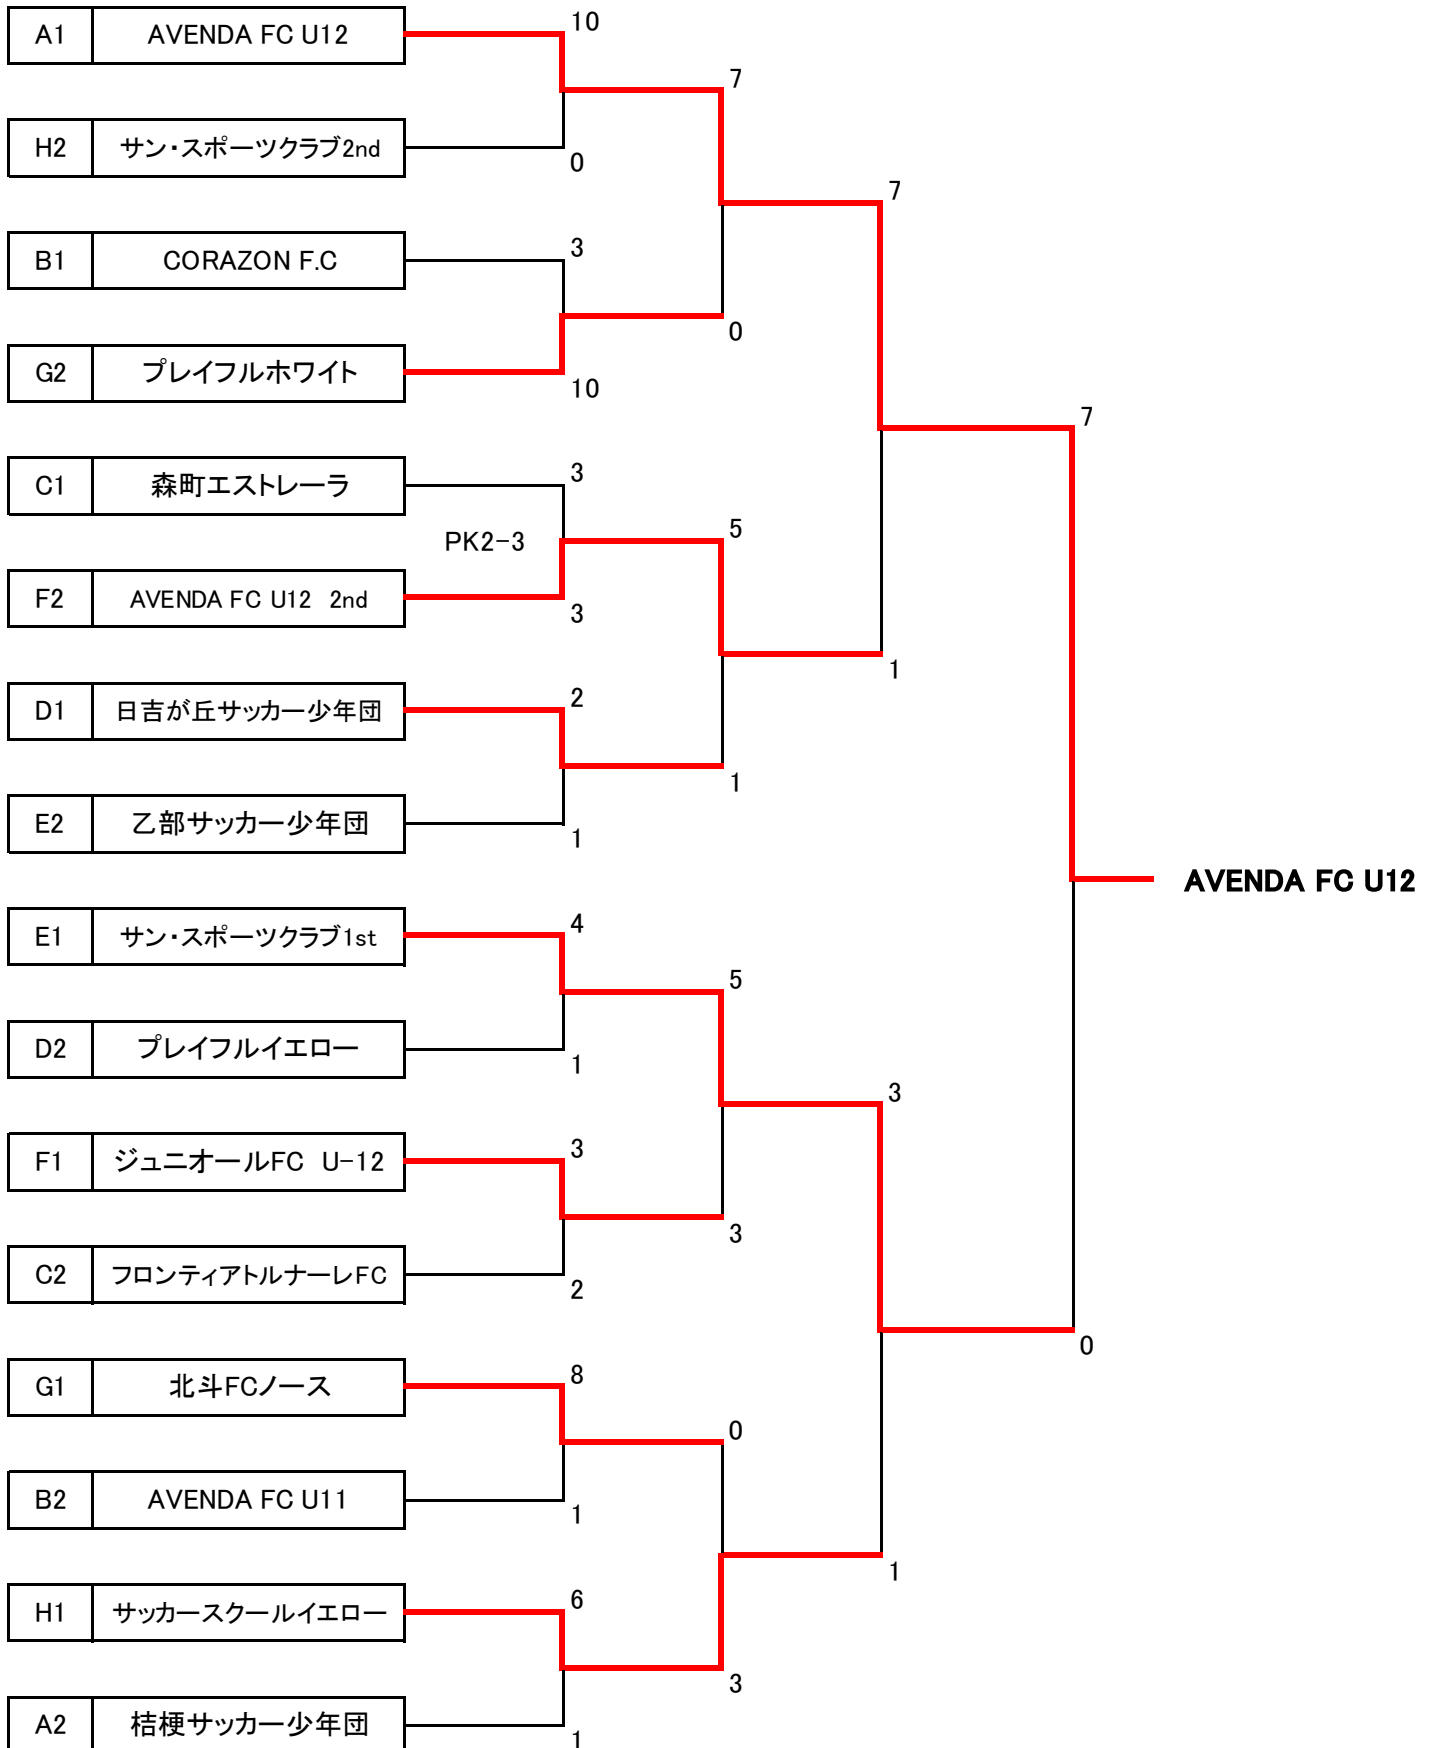 10
A1 AVENDA FC U12
7
H2 サン・スポーツクラブ2nd
0
7
3
B1 CORAZON F.C
0
G2 プレイフルホワイト
10
7
3
C1 森町エストレーラ
5
PK2-3
F2 AVENDA FC U12 2nd
3
1
2
D1 日吉が丘サッカー少年団
1
E2 乙部サッカー少年団
1
AVENDA FC U12
4
E1 サン・スポーツクラブ1st
5
D2 プレイフルイエロー
1
3
3
F1 ジュニオールFC U-12
3
C2 フロンティアトルナーレFC
2
0
8
G1 北斗FCノース
0
B2 AVENDA FC U11
1
1
6
H1 サッカースクールイエロー
3
A2 桔梗サッカー少年団
1